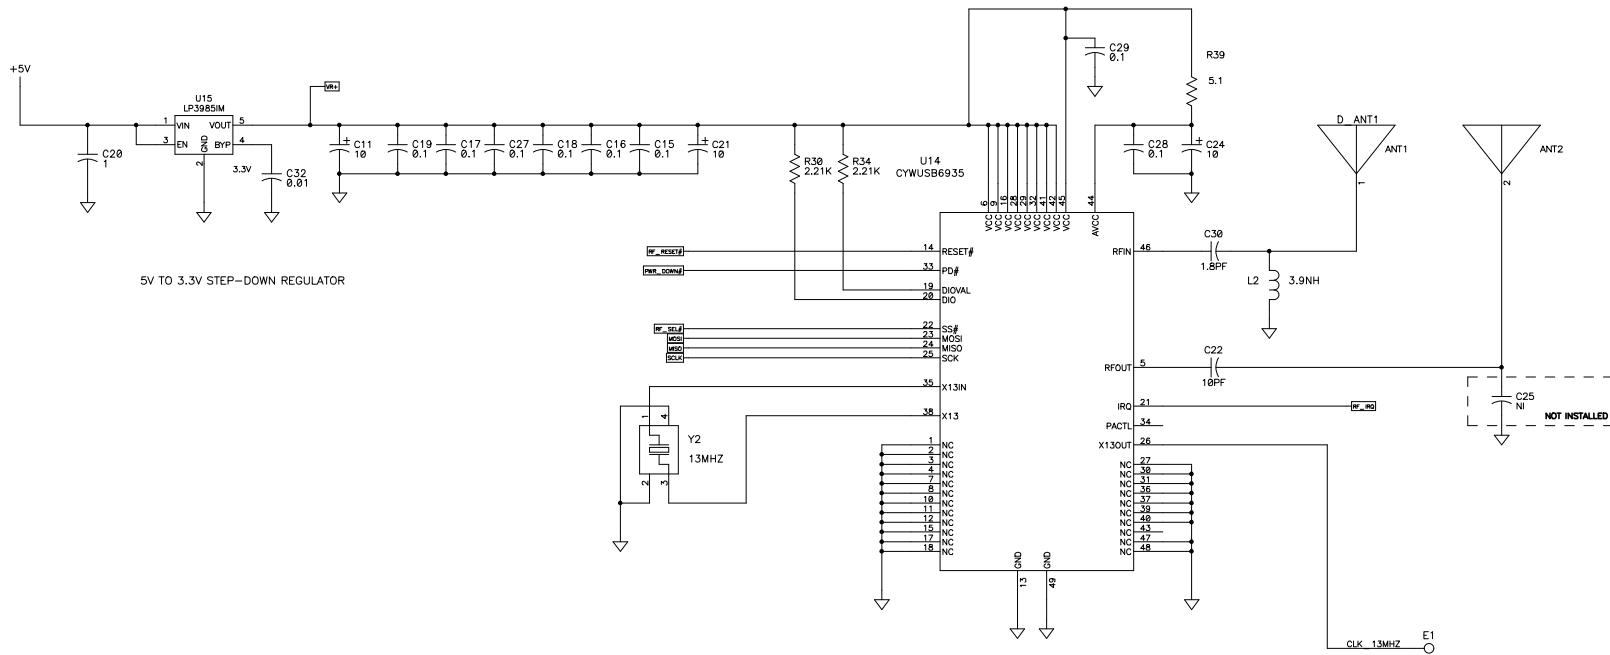 +5V
U15
LP3985IM
1 VIN VOUT 5
3 EN BYP 4
GND
2
3.3V
C20
1
C32
0.01
VR+
C11
10
C19
0.1
C17
0.1
C27
0.1
C18
0.1
C16
0.1
C15
0.1
C21
10
R30
2.21K
R34
2.21K
C29
0.1
R39
5.1
C28
0.1
C24
10
D_ANT1
ANT1
1
ANT2
2
5V TO 3.3V STEP-DOWN REGULATOR
U14
CYWUSB6935
6 VCC
9 VCC
16 VCC
28 VCC
29 VCC
32 VCC
41 VCC
42 VCC
45 VCC
44 AVCC
RF_RESET# 14 RESET#
PWR_DOWN# 33 PD#
19 DIOVAL
20 DIO
RF_SEL# 22 SS#
MOSI 23 MOSI
MISO 24 MISO
SCLK 25 SCK
35 X13IN
38 X13
1 NC
2 NC
3 NC
4 NC
7 NC
8 NC
10 NC
11 NC
12 NC
15 NC
17 NC
18 NC
GND
13
GND
49
RFIN 46
C30
1.8PF
L2 3.9NH
RFOUT 5
C22
10PF
C25
NI
NOT INSTALLED
IRQ 21 RF_IRQ
PACTL 34
X13OUT 26
NC 27
NC 30
NC 31
NC 36
NC 37
NC 39
NC 40
NC 43
NC 47
NC 48
1 4
Y2
13MHZ
2 3
CLK_13MHZ
E1